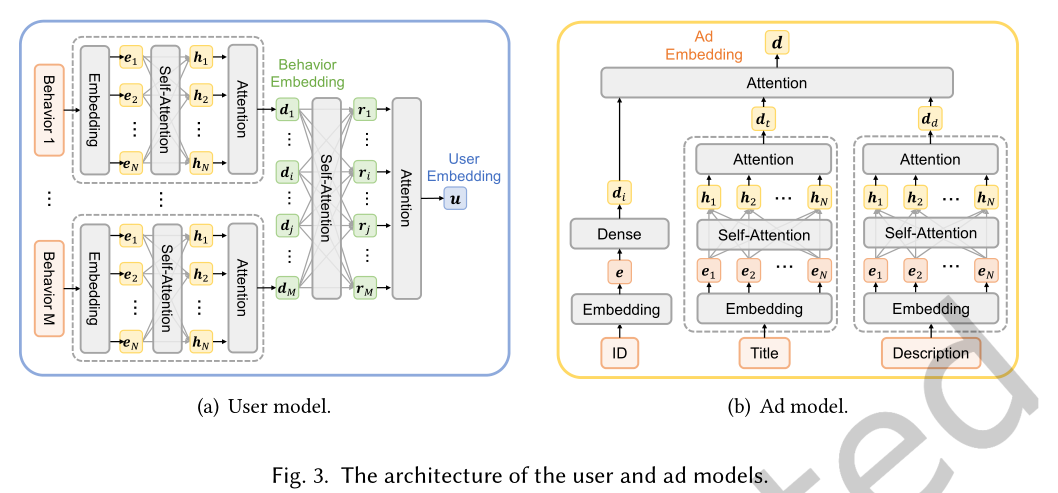 Behavior 1
Embedding
e1
e2
⋮
eN
Self-Attention
h1
h2
⋮
hN
Attention
⋮
⋮
Behavior M
Embedding
e1
e2
⋮
eN
Self-Attention
h1
h2
⋮
hN
Attention
Behavior
Embedding
d1
⋮
di
⋮
dj
⋮
dM
Self-Attention
r1
⋮
ri
⋮
rj
⋮
rM
Attention
User
Embedding
u
(a) User model.
Ad
Embedding
d
Attention
di
Dense
e
Embedding
ID
dt
Attention
h1 h2 ⋯ hN
Self-Attention
e1 e2 ⋯ eN
Embedding
Title
dd
Attention
h1 h2 ⋯ hN
Self-Attention
e1 e2 ⋯ eN
Embedding
Description
(b) Ad model.
Fig. 3. The architecture of the user and ad models.